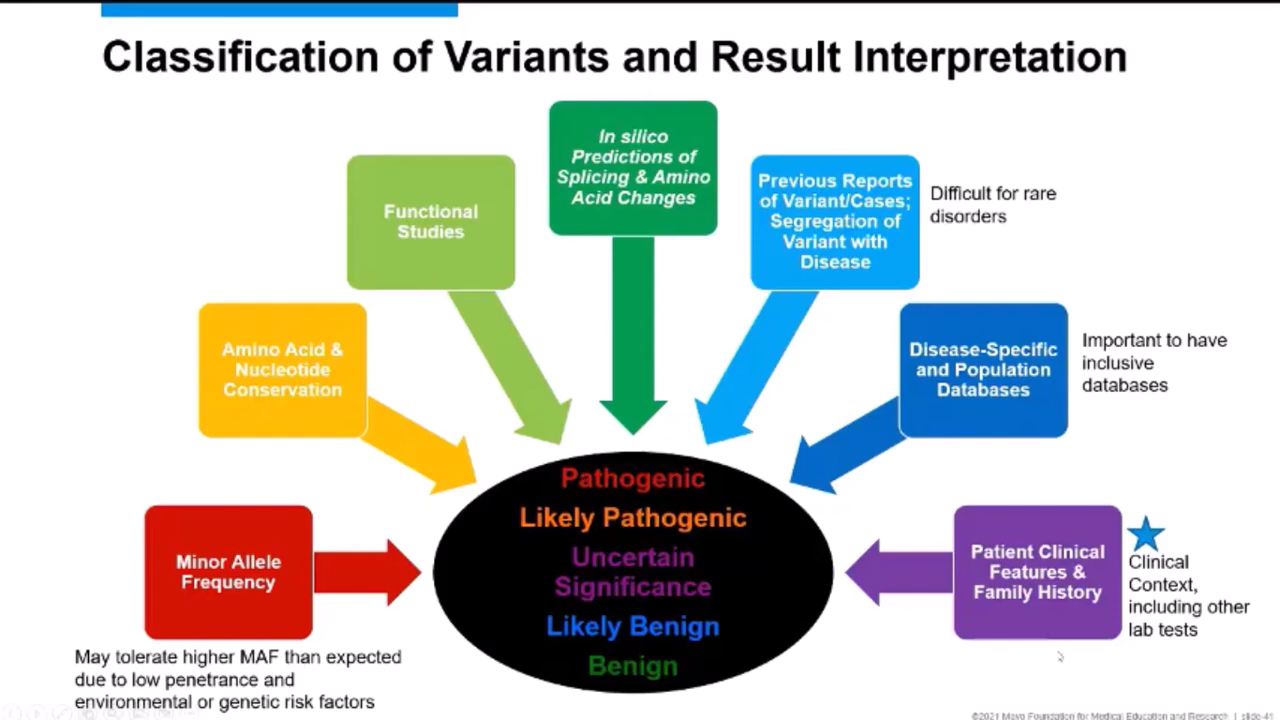 Classification of Variants and Result Interpretation
In silico
Predictions of
Splicing & Amino
Acid Changes
Functional
Studies
Previous Reports
of Variant/Cases;
Segregation of
Variant with
Disease
Difficult for rare
disorders
Amino Acid &
Nucleotide
Conservation
Disease-Specific
and Population
Databases
Important to have
inclusive
databases
Minor Allele
Frequency
May tolerate higher MAF than expected
due to low penetrance and
environmental or genetic risk factors
Pathogenic
Likely Pathogenic
Uncertain
Significance
Likely Benign
Benign
Patient Clinical
Features &
Family History
Clinical
Context,
including other
lab tests
©2021 Mayo Foundation for Medical Education and Research | slide-41